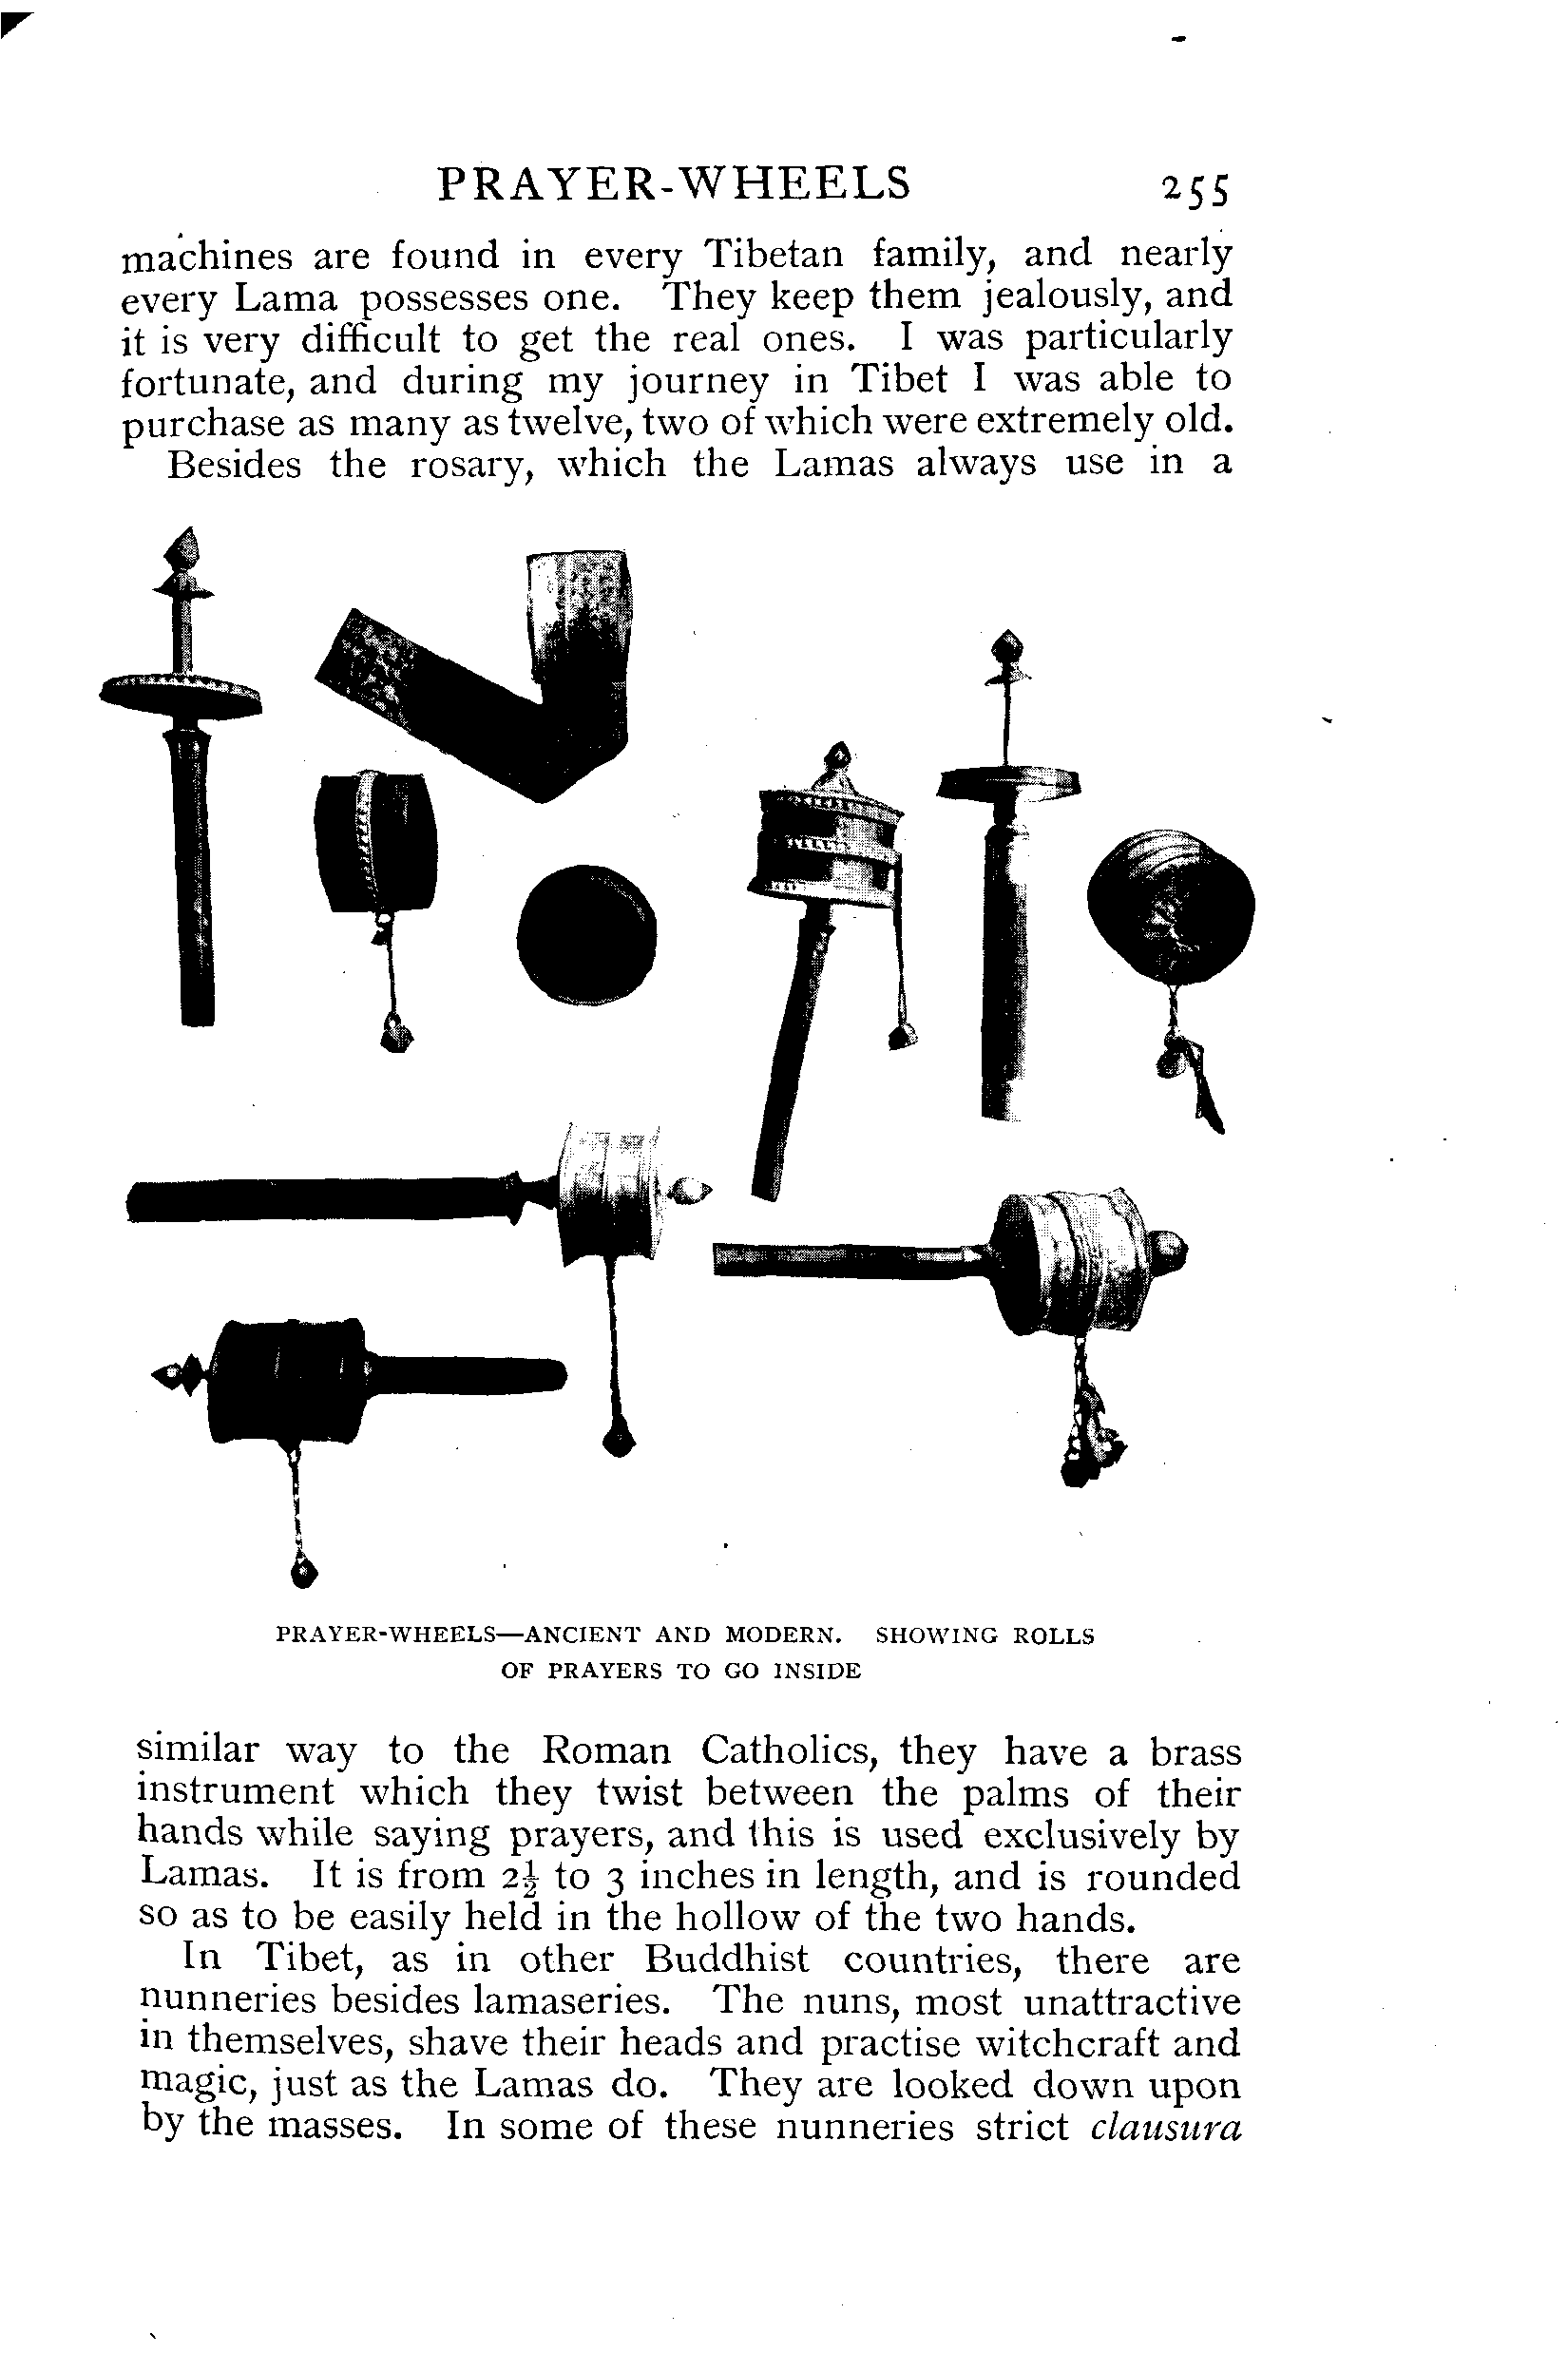 PRAYER-WHEELS 255
machines are found in every Tibetan family, and nearly
every Lama possesses one. They keep them jealously, and
it is very difficult to get the real ones. I was particularly
fortunate, and during my journey in Tibet I was able to
purchase as many as twelve, two of which were extremely old.
Besides the rosary, which the Lamas always use in a
PRAYER-WHEELS—ANCIENT AND MODERN. SHOWING ROLLS
OF PRAYERS TO GO INSIDE
similar way to the Roman Catholics, they have a brass
instrument which they twist between the palms of their
hands while saying prayers, and this is used exclusively by
Lamas. It is from 2½ to 3 inches in length, and is rounded
so as to be easily held in the hollow of the two hands.
In Tibet, as in other Buddhist countries, there are
nunneries besides lamaseries. The nuns, most unattractive
in themselves, shave their heads and practise witchcraft and
magic, just as the Lamas do. They are looked down upon
by the masses. In some of these nunneries strict clausura